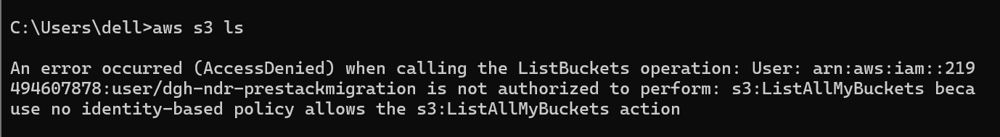 C:\Users\dell>aws s3 ls
An error occurred (AccessDenied) when calling the ListBuckets operation: User: arn:aws:iam::219
494607878:user/dgh-ndr-prestackmigration is not authorized to perform: s3:ListAllMyBuckets beca
use no identity-based policy allows the s3:ListAllMyBuckets action